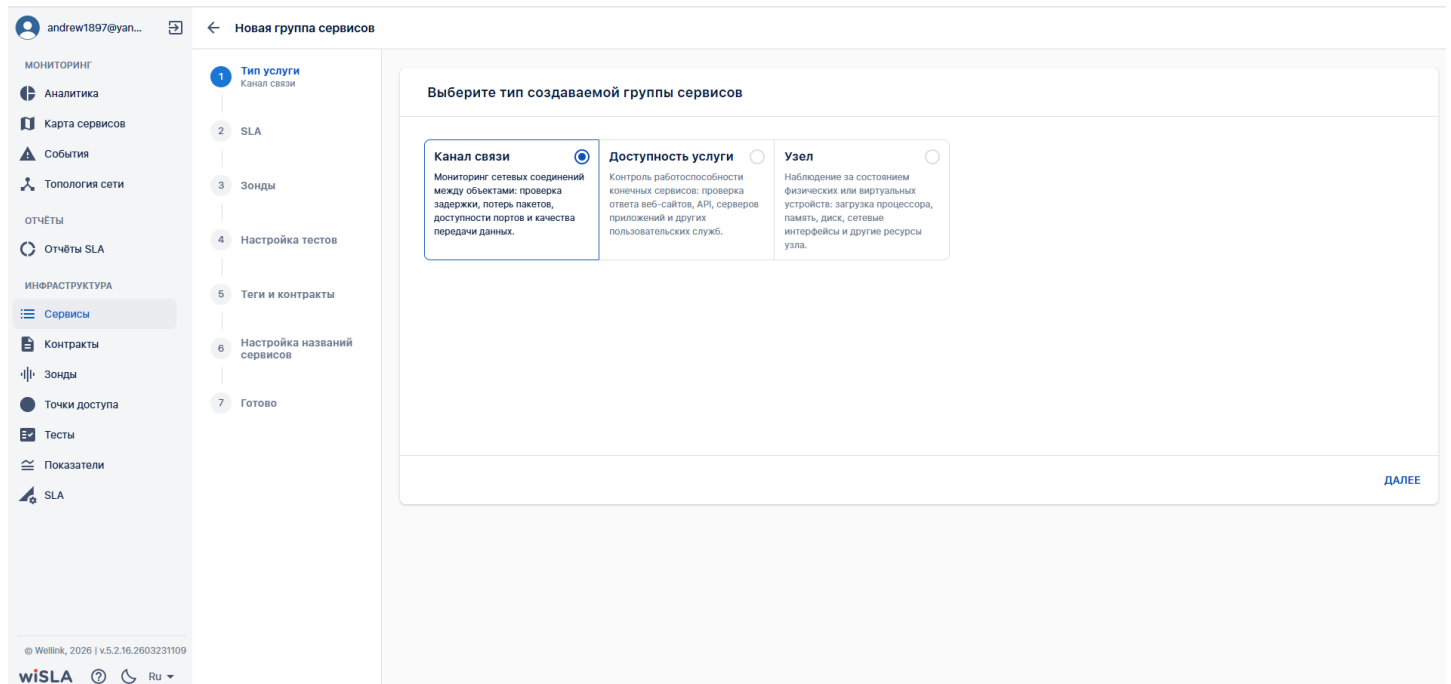 andrew1897@yan...
МОНИТОРИНГ
Аналитика
Карта сервисов
События
Топология сети
ОТЧЁТЫ
Отчёты SLA
ИНФРАСТРУКТУРА
Сервисы
Контракты
Зонды
Точки доступа
Тесты
Показатели
SLA
© Wellink, 2026 | v.5.2.16.2603231109
wiSLA
Ru
Новая группа сервисов
1 Тип услуги
Канал связи
2 SLA
3 Зонды
4 Настройка тестов
5 Теги и контракты
6 Настройка названий
сервисов
7 Готово
Выберите тип создаваемой группы сервисов
Канал связи
Мониторинг сетевых соединений
между объектами: проверка
задержки, потерь пакетов,
доступности портов и качества
передачи данных.
Доступность услуги
Контроль работоспособности
конечных сервисов: проверка
ответа веб-сайтов, API, серверов
приложений и других
пользовательских служб.
Узел
Наблюдение за состоянием
физических или виртуальных
устройств: загрузка процессора,
память, диск, сетевые
интерфейсы и другие ресурсы
узла.
ДАЛЕЕ